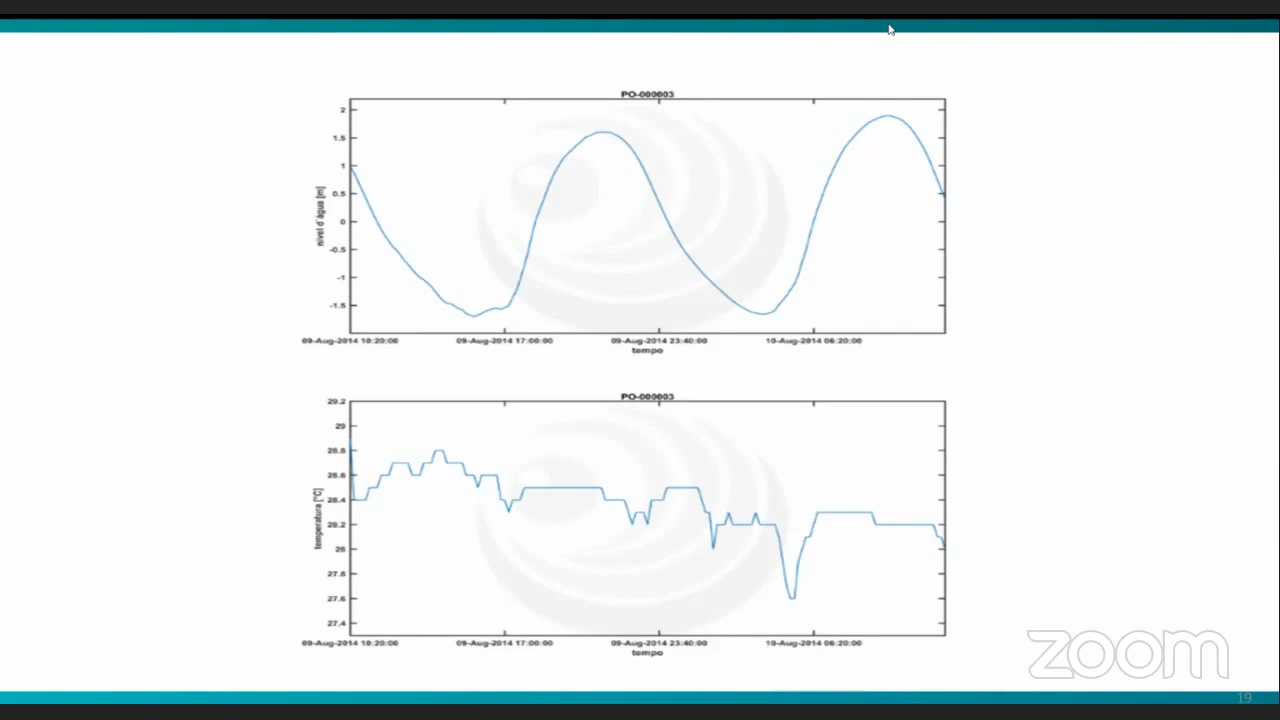 PO-000003
2
1.5
1
0.5
0
-0.5
-1
-1.5
nivel d´água [m]
09-Aug-2014 10:20:00 09-Aug-2014 17:00:00 09-Aug-2014 23:40:00 10-Aug-2014 06:20:00
tempo
PO-000003
29.2
29
28.8
28.6
28.4
28.2
28
27.8
27.6
27.4
temperatura [°C]
09-Aug-2014 10:20:00 09-Aug-2014 17:00:00 09-Aug-2014 23:40:00 10-Aug-2014 06:20:00
tempo
zoom
19